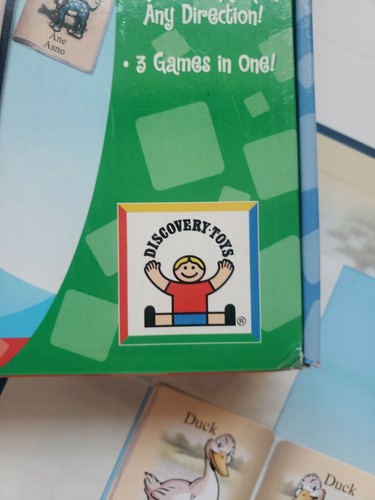 Any Direction!
• 3 Games in One!
Ane
Asno
DISCOVERY·TOYS
®
Duck
Duck